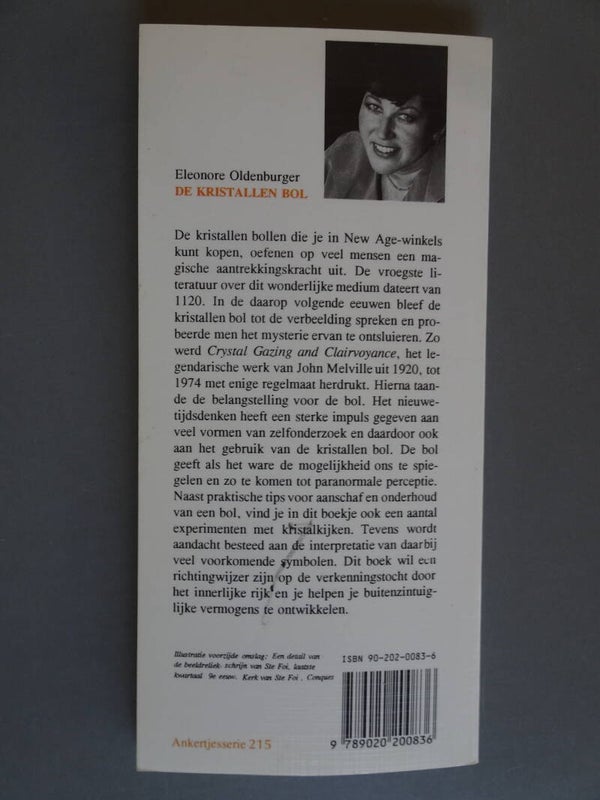 Eleonore Oldenburger
DE KRISTALLEN BOL
De kristallen bollen die je in New Age-winkels
kunt kopen, oefenen op veel mensen een ma-
gische aantrekkingskracht uit. De vroegste li-
teratuur over dit wonderlijke medium dateert van
1120. In de daarop volgende eeuwen bleef de
kristallen bol tot de verbeelding spreken en pro-
beerde men het mysterie ervan te ontsluieren. Zo
werd Crystal Gazing and Clairvoyance, het le-
gendarische werk van John Melville uit 1920, tot
1974 met enige regelmaat herdrukt. Hierna taan-
de de belangstelling voor de bol. Het nieuwe-
tijdsdenken heeft een sterke impuls gegeven aan
veel vormen van zelfonderzoek en daardoor ook
aan het gebruik van de kristallen bol. De bol
geeft als het ware de mogelijkheid ons te spie-
gelen en zo te komen tot paranormale perceptie.
Naast praktische tips voor aanschaf en onderhoud
van een bol, vind je in dit boekje ook een aantal
experimenten met kristalkijken. Tevens wordt
aandacht besteed aan de interpretatie van daarbij
veel voorkomende symbolen. Dit boek wil een
richtingwijzer zijn op de verkenningstocht door
het innerlijke rijk en je helpen je buitenzintuig-
lijke vermogens te ontwikkelen.
Illustratie voorzijde omslag: Een detail van
de beeldreliek- schrijn van Ste Foi, laatste
kwartaal 9e eeuw. Kerk van Ste Foi, Conques
ISBN 90-202-0083-6
9 789020 200836
Ankertjesserie 215